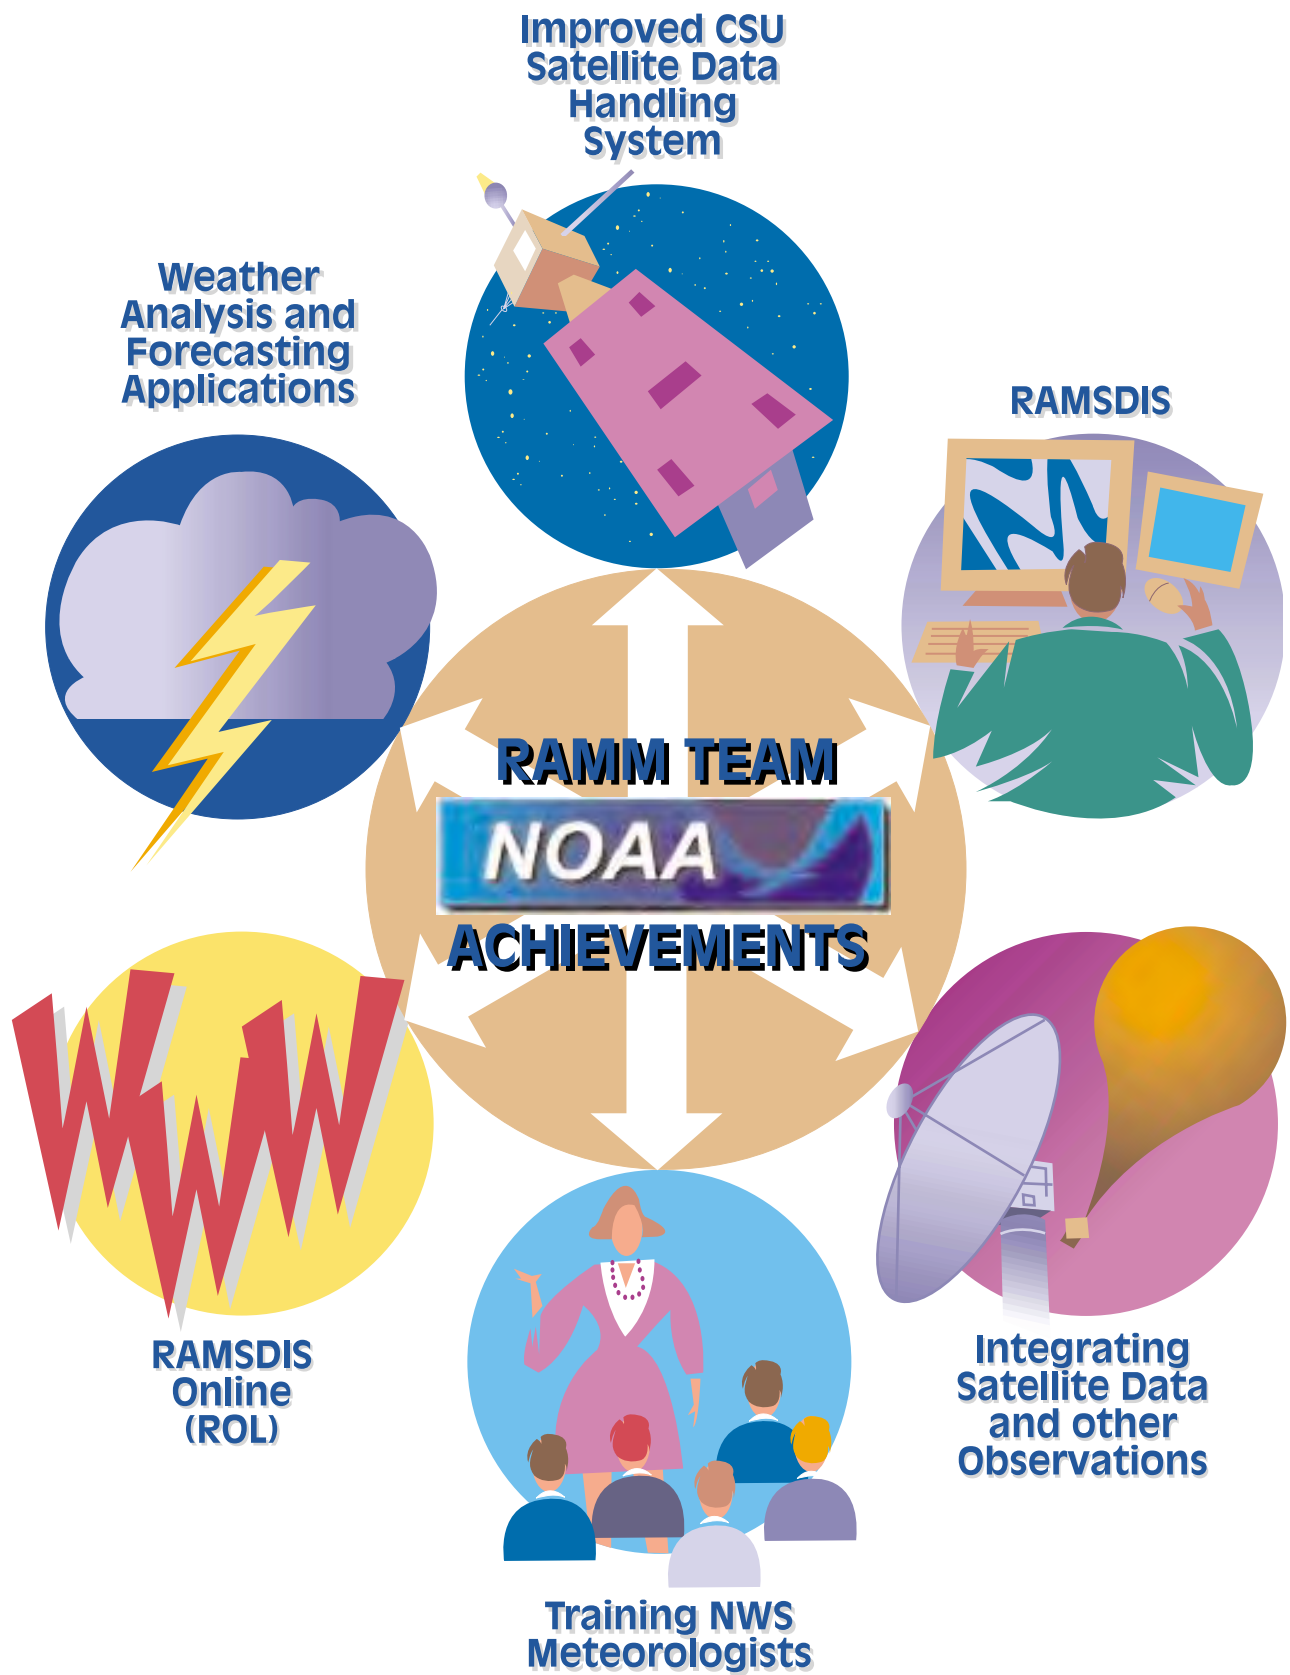 Improved CSU
Satellite Data
Handling
System
Weather
Analysis and
Forecasting
Applications
RAMSDIS
RAMM TEAM
NOAA
ACHIEVEMENTS
WWW
RAMSDIS
Online
(ROL)
Integrating
Satellite Data
and other
Observations
Training NWS
Meteorologists